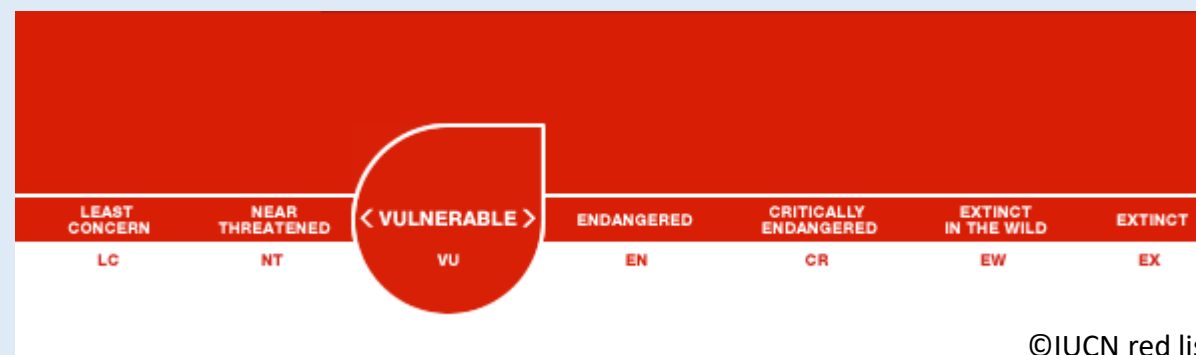 LEAST
CONCERN
NEAR
THREATENED
< VULNERABLE >
ENDANGERED
CRITICALLY
ENDANGERED
EXTINCT
IN THE WILD
EXTINCT
LC
NT
VU
EN
CR
EW
EX
©IUCN red lis